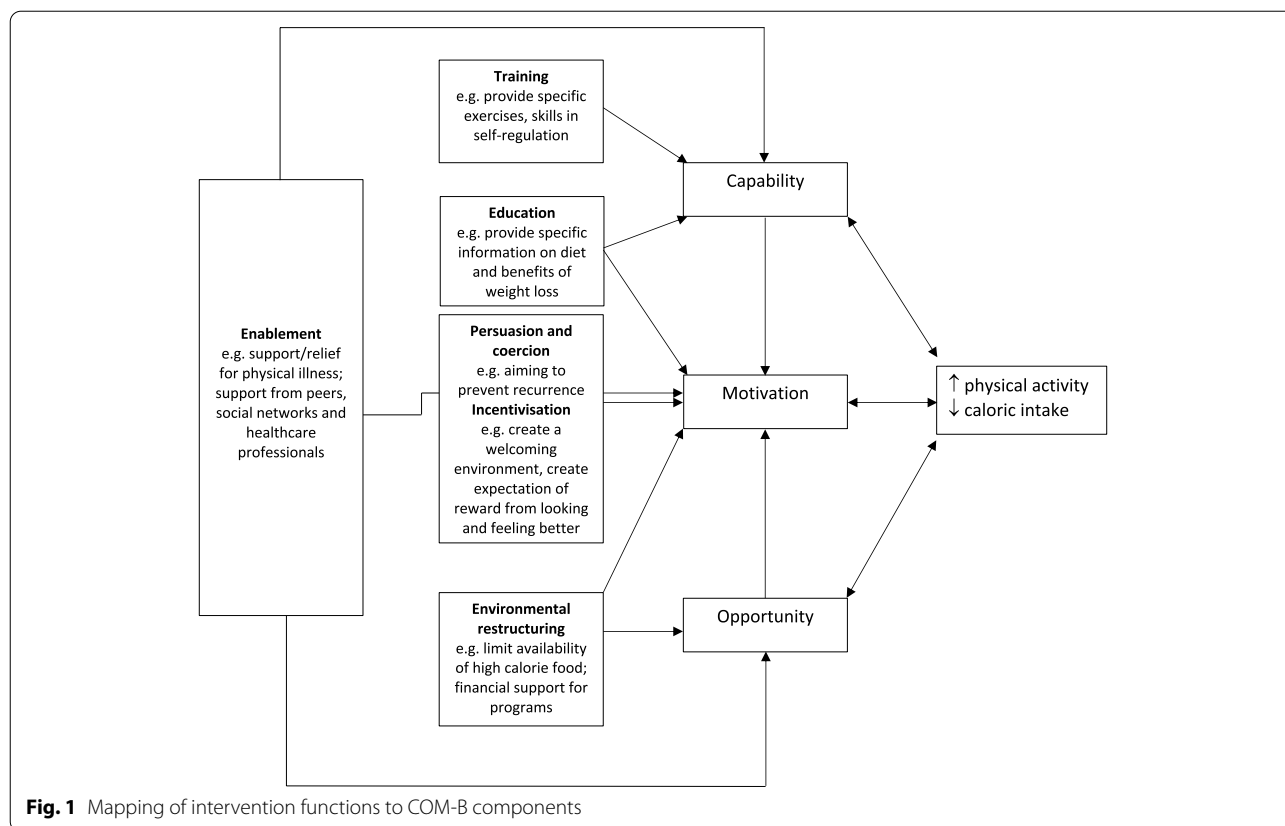 Training
e.g. provide specific
exercises, skills in
self-regulation
Capability
Education
e.g. provide specific
information on diet
and benefits of
weight loss
Enablement
e.g. support/relief
for physical illness;
support from peers,
social networks and
healthcare
professionals
Persuasion and
coercion
e.g. aiming to
prevent recurrence
Incentivisation
e.g. create a
welcoming
environment, create
expectation of
reward from looking
and feeling better
Motivation
↑ physical activity
↓ caloric intake
Environmental
restructuring
e.g. limit availability
of high calorie food;
financial support for
programs
Opportunity
Fig. 1 Mapping of intervention functions to COM-B components